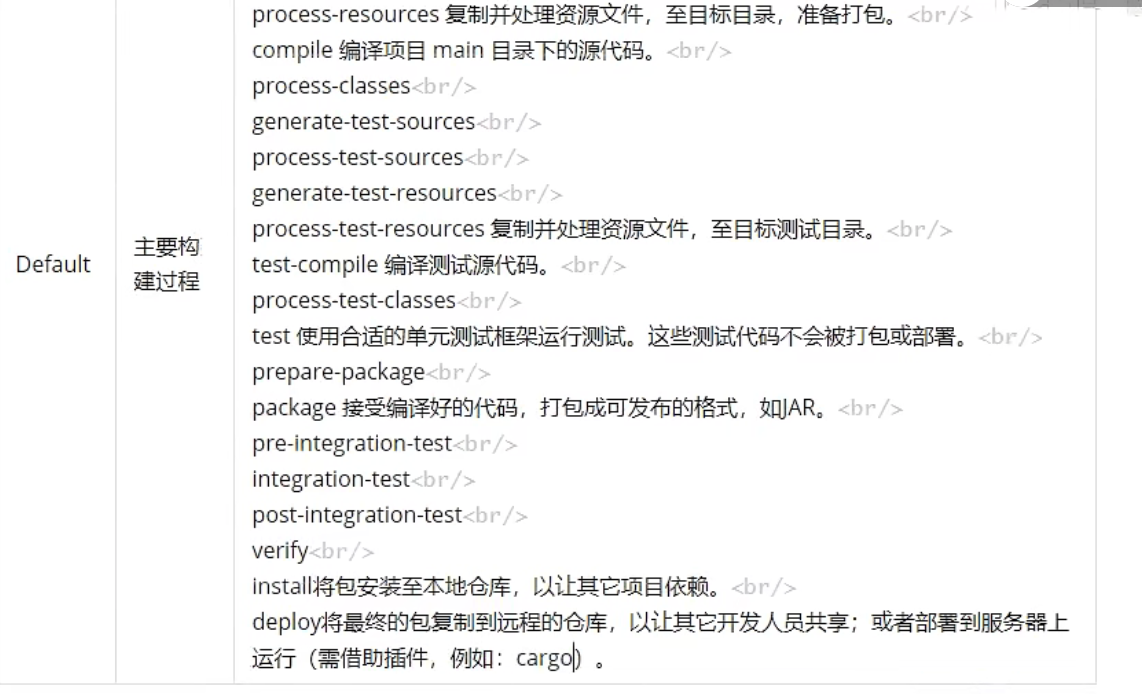 process-resources 复制并处理资源文件，至目标目录，准备打包。<br/>
compile 编译项目 main 目录下的源代码。<br/>
process-classes<br/>
generate-test-sources<br/>
process-test-sources<br/>
generate-test-resources<br/>
process-test-resources 复制并处理资源文件，至目标测试目录。<br/>
Default
主要构
建过程
test-compile 编译测试源代码。<br/>
process-test-classes<br/>
test 使用合适的单元测试框架运行测试。这些测试代码不会被打包或部署。<br/>
prepare-package<br/>
package 接受编译好的代码，打包成可发布的格式，如JAR。<br/>
pre-integration-test<br/>
integration-test<br/>
post-integration-test<br/>
verify<br/>
install将包安装至本地仓库，以让其它项目依赖。<br/>
deploy将最终的包复制到远程的仓库，以让其它开发人员共享；或者部署到服务器上
运行（需借助插件，例如：cargo）。